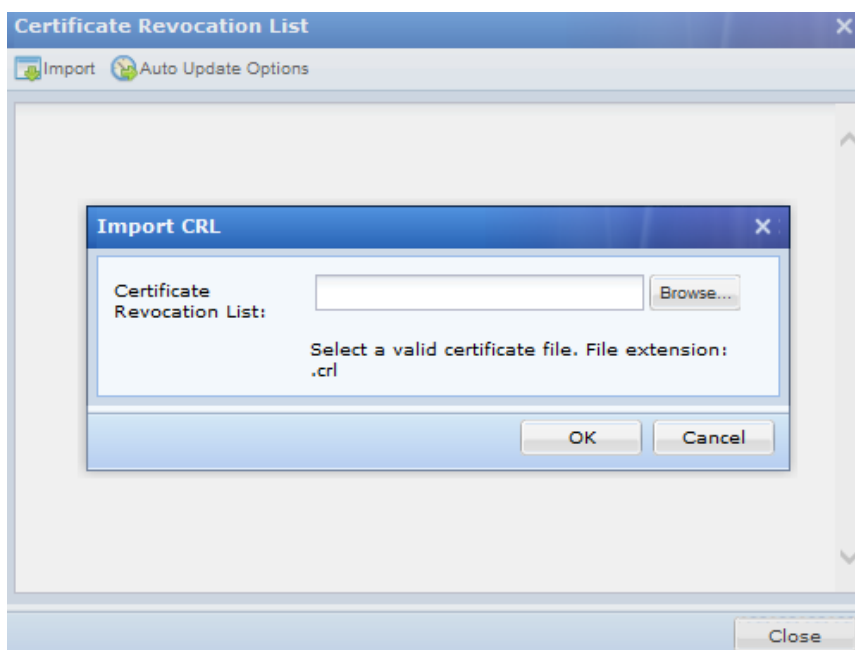 Certificate Revocation List
Import Auto Update Options
Import CRL
Certificate
Revocation List:
Browse...
Select a valid certificate file. File extension:
.crl
OK Cancel
Close